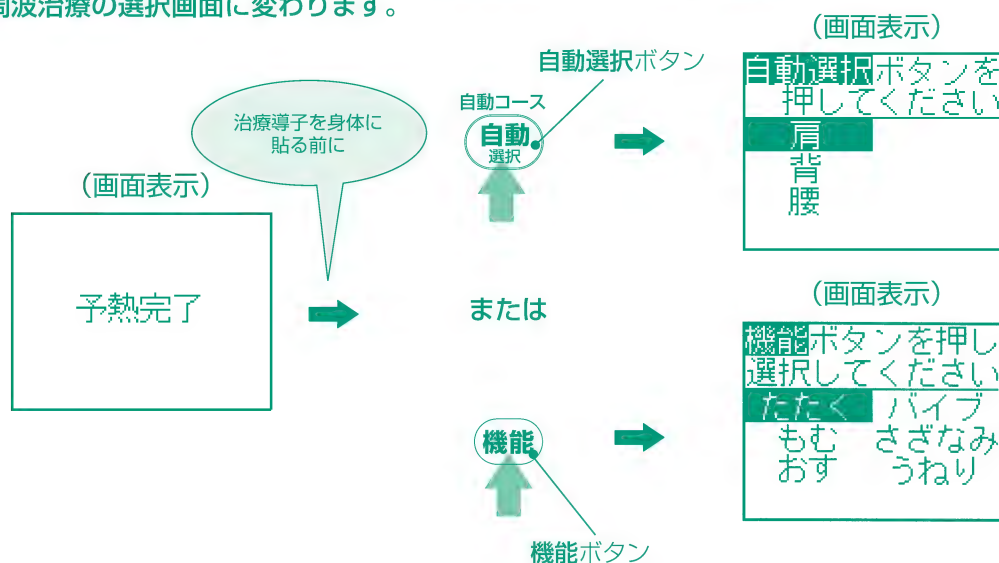 周波治療の選択画面に変わります。
(画面表示)
予熱完了
治療導子を身体に
貼る前に
自動選択ボタン
自動コース
自動
選択
(画面表示)
自動選択ボタンを
押してください
肩
背
腰
または
機能
機能ボタン
(画面表示)
機能ボタンを押し
選択してください
たたく バイブ
もむ さざなみ
おす うねり